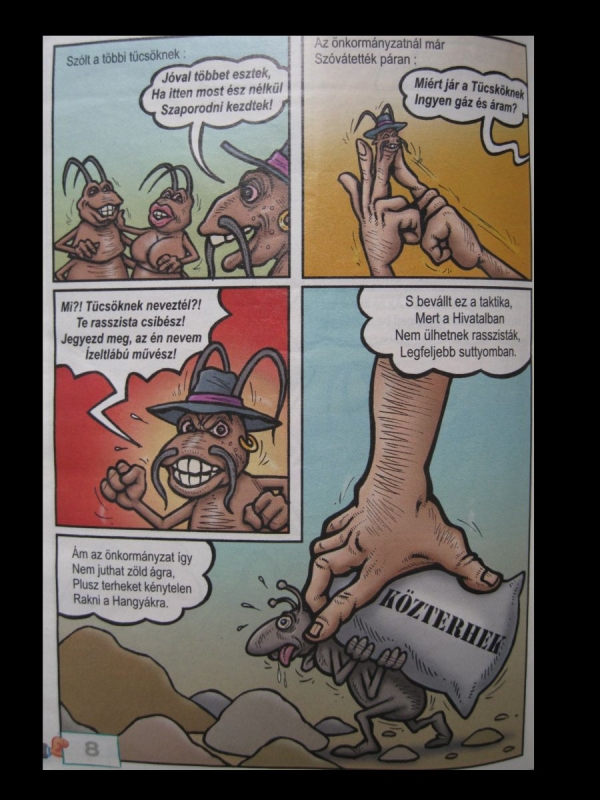 Szólt a többi tücsöknek :
Jóval többet esztek,
Ha itten most ész nélkül
Szaporodni kezdtek!
Az önkormányzatnál már
Szóvátették páran :
Miért jár a Tücsköknek
Ingyen gáz és áram?
Mi?! Tücsöknek neveztél?!
Te rasszista csibész!
Jegyezd meg, az én nevem
Ízeltlábú művész!
S bevállt ez a taktika,
Mert a Hivatalban
Nem ülhetnek rasszisták,
Legfeljebb suttyomban.
Ám az önkormányzat így
Nem juthat zöld ágra,
Plusz terheket kénytelen
Rakni a Hangyákra.
KÖZTERHEK
8